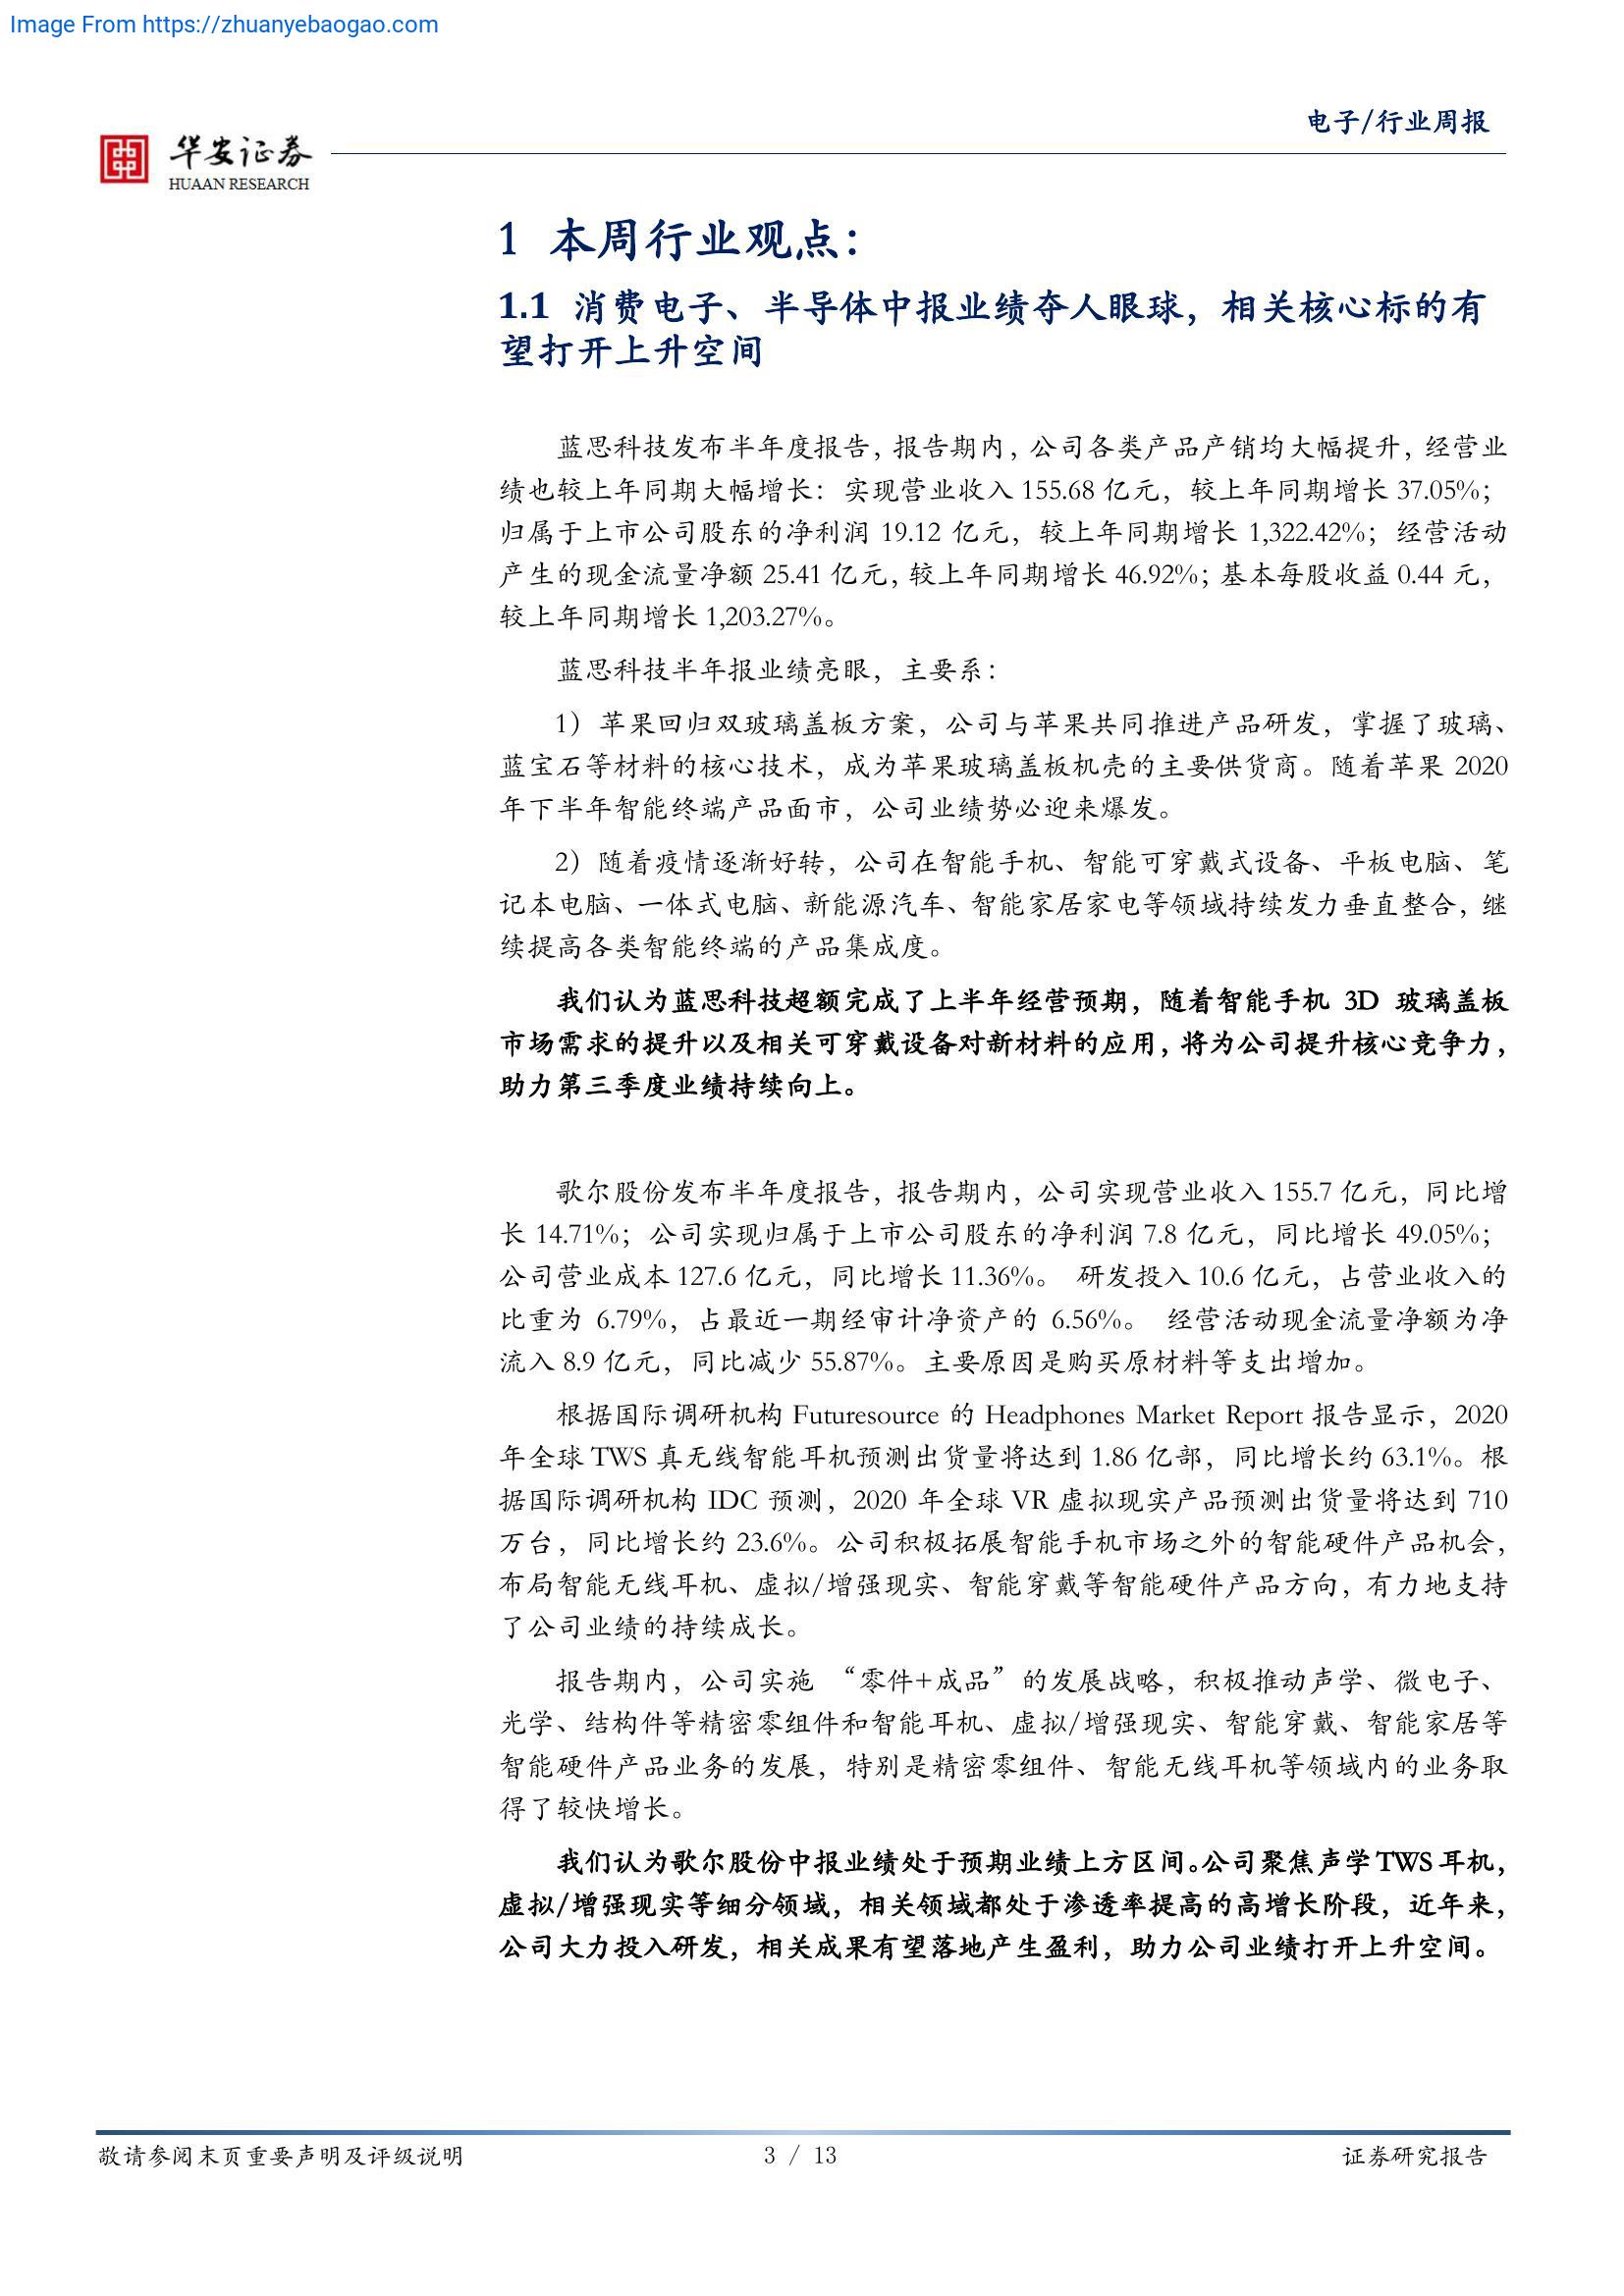 Image From https://zhuanyebaogao.com
电子/行业周报
华安证券
HUAAN RESEARCH
1 本周行业观点：
1.1 消费电子、半导体中报业绩夺人眼球，相关核心标的有
望打开上升空间
蓝思科技发布半年度报告，报告期内，公司各类产品产销均大幅提升，经营业
绩也较上年同期大幅增长：实现营业收入 155.68 亿元，较上年同期增长 37.05%；
归属于上市公司股东的净利润 19.12 亿元，较上年同期增长 1,322.42%；经营活动
产生的现金流量净额 25.41 亿元，较上年同期增长 46.92%；基本每股收益 0.44 元，
较上年同期增长 1,203.27%。
蓝思科技半年报业绩亮眼，主要系：
1）苹果回归双玻璃盖板方案，公司与苹果共同推进产品研发，掌握了玻璃、
蓝宝石等材料的核心技术，成为苹果玻璃盖板机壳的主要供货商。随着苹果 2020
年下半年智能终端产品面市，公司业绩势必迎来爆发。
2）随着疫情逐渐好转，公司在智能手机、智能可穿戴式设备、平板电脑、笔
记本电脑、一体式电脑、新能源汽车、智能家居家电等领域持续发力垂直整合，继
续提高各类智能终端的产品集成度。
我们认为蓝思科技超额完成了上半年经营预期，随着智能手机 3D 玻璃盖板
市场需求的提升以及相关可穿戴设备对新材料的应用，将为公司提升核心竞争力，
助力第三季度业绩持续向上。
歌尔股份发布半年度报告，报告期内，公司实现营业收入 155.7 亿元，同比增
长 14.71%；公司实现归属于上市公司股东的净利润 7.8 亿元，同比增长 49.05%；
公司营业成本 127.6 亿元，同比增长 11.36%。 研发投入 10.6 亿元，占营业收入的
比重为 6.79%，占最近一期经审计净资产的 6.56%。 经营活动现金流量净额为净
流入 8.9 亿元，同比减少 55.87%。主要原因是购买原材料等支出增加。
根据国际调研机构 Futuresource 的 Headphones Market Report 报告显示，2020
年全球 TWS 真无线智能耳机预测出货量将达到 1.86 亿部，同比增长约 63.1%。根
据国际调研机构 IDC 预测，2020 年全球 VR 虚拟现实产品预测出货量将达到 710
万台，同比增长约 23.6%。公司积极拓展智能手机市场之外的智能硬件产品机会，
布局智能无线耳机、虚拟/增强现实、智能穿戴等智能硬件产品方向，有力地支持
了公司业绩的持续成长。
报告期内，公司实施 “零件+成品”的发展战略，积极推动声学、微电子、
光学、结构件等精密零组件和智能耳机、虚拟/增强现实、智能穿戴、智能家居等
智能硬件产品业务的发展，特别是精密零组件、智能无线耳机等领域内的业务取
得了较快增长。
我们认为歌尔股份中报业绩处于预期业绩上方区间。公司聚焦声学 TWS 耳机，
虚拟/增强现实等细分领域，相关领域都处于渗透率提高的高增长阶段，近年来，
公司大力投入研发，相关成果有望落地产生盈利，助力公司业绩打开上升空间。
敬请参阅末页重要声明及评级说明
3 / 13
证券研究报告